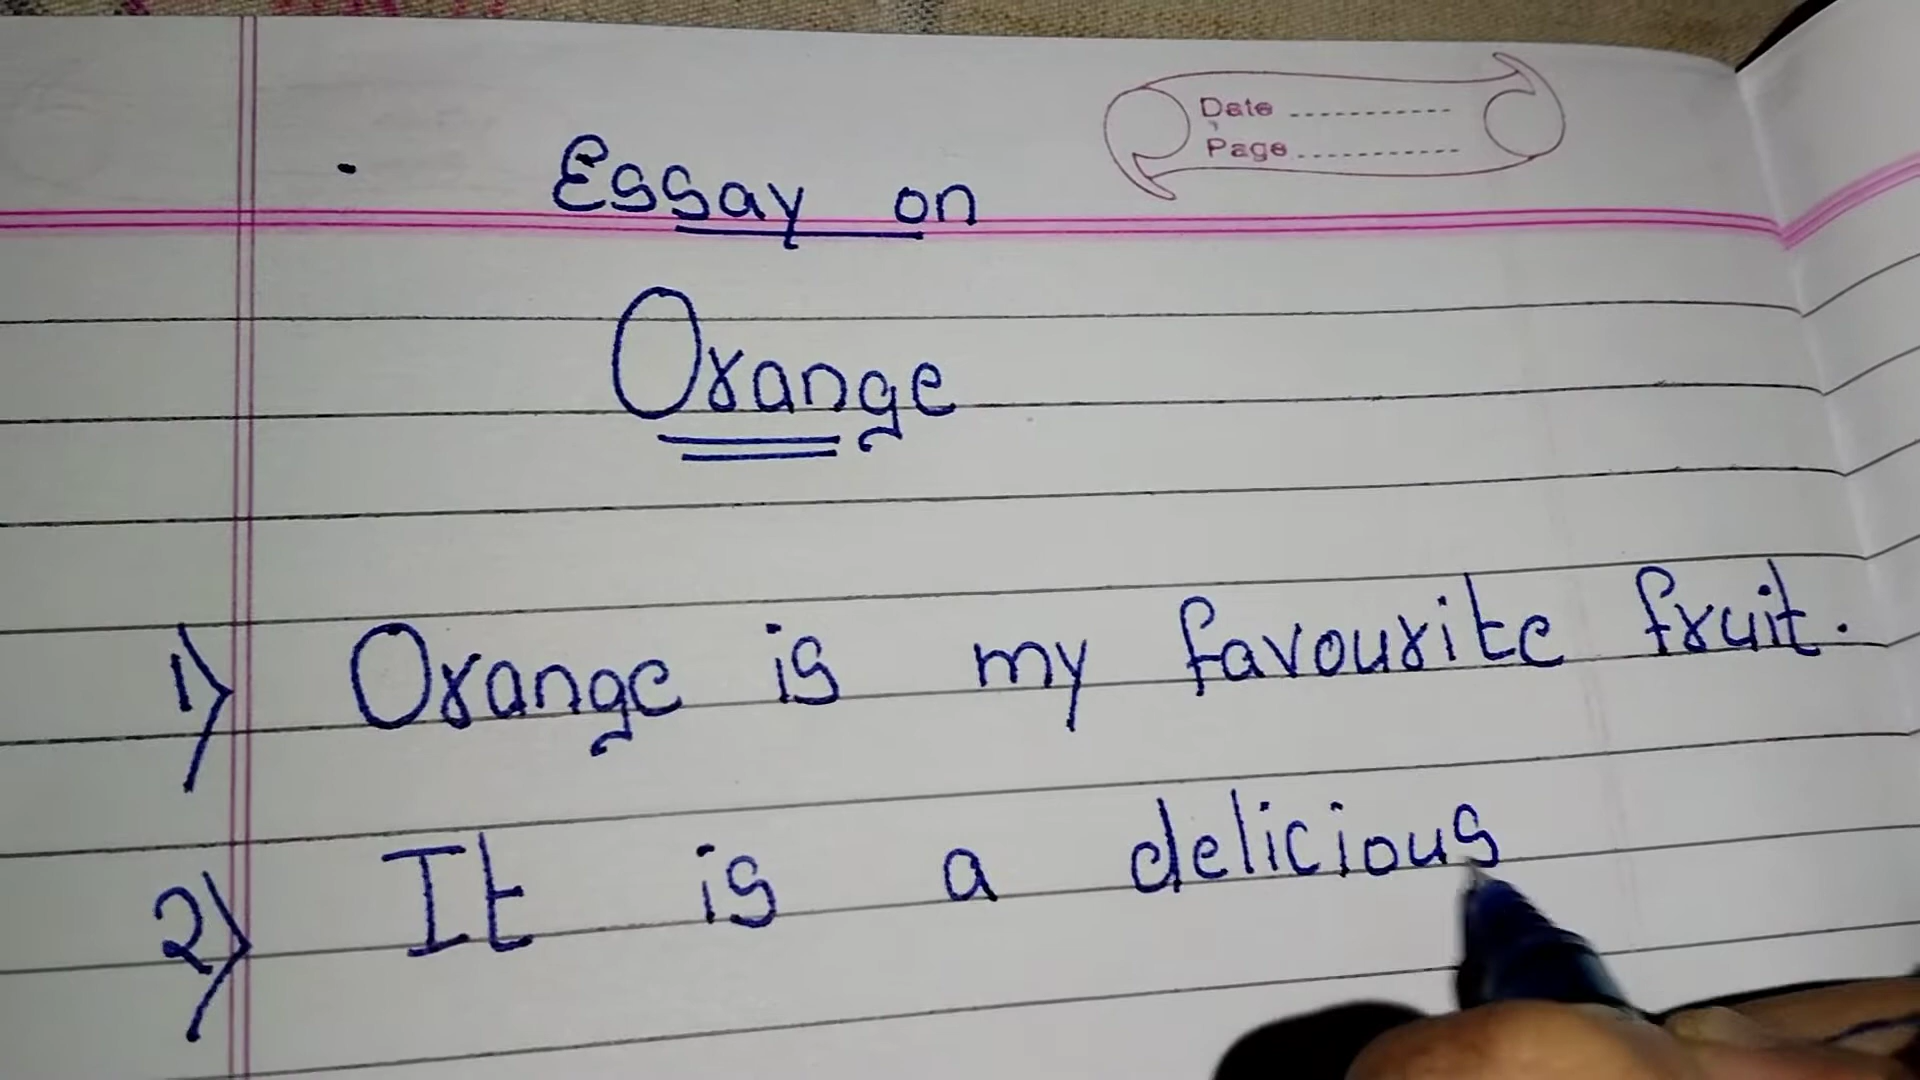 Date ............
Page ............
Essay on
Orange
1) Orange is my favourite fruit.
2) It is a delicious